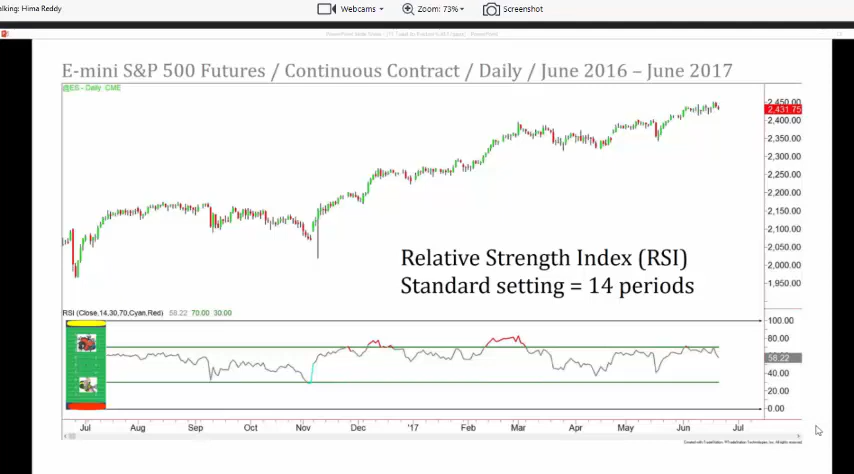 alking: Hima Reddy
Webcams
Zoom: 73%
Screenshot
E-mini S&P 500 Futures / Continuous Contract / Daily / June 2016 – June 2017
@ES - Daily CME
2,450.00
2,431.75
2,400.00
2,350.00
2,300.00
2,250.00
2,200.00
2,150.00
2,100.00
2,050.00
2,000.00
1,950.00
Relative Strength Index (RSI)
Standard setting = 14 periods
RSI (Close,14,30,70,Cyan,Red) 58.22 70.00 30.00
100.00
80.00
58.22
40.00
20.00
0.00
Jul Aug Sep Oct Nov Dec '17 Feb Mar Apr May Jun Jul